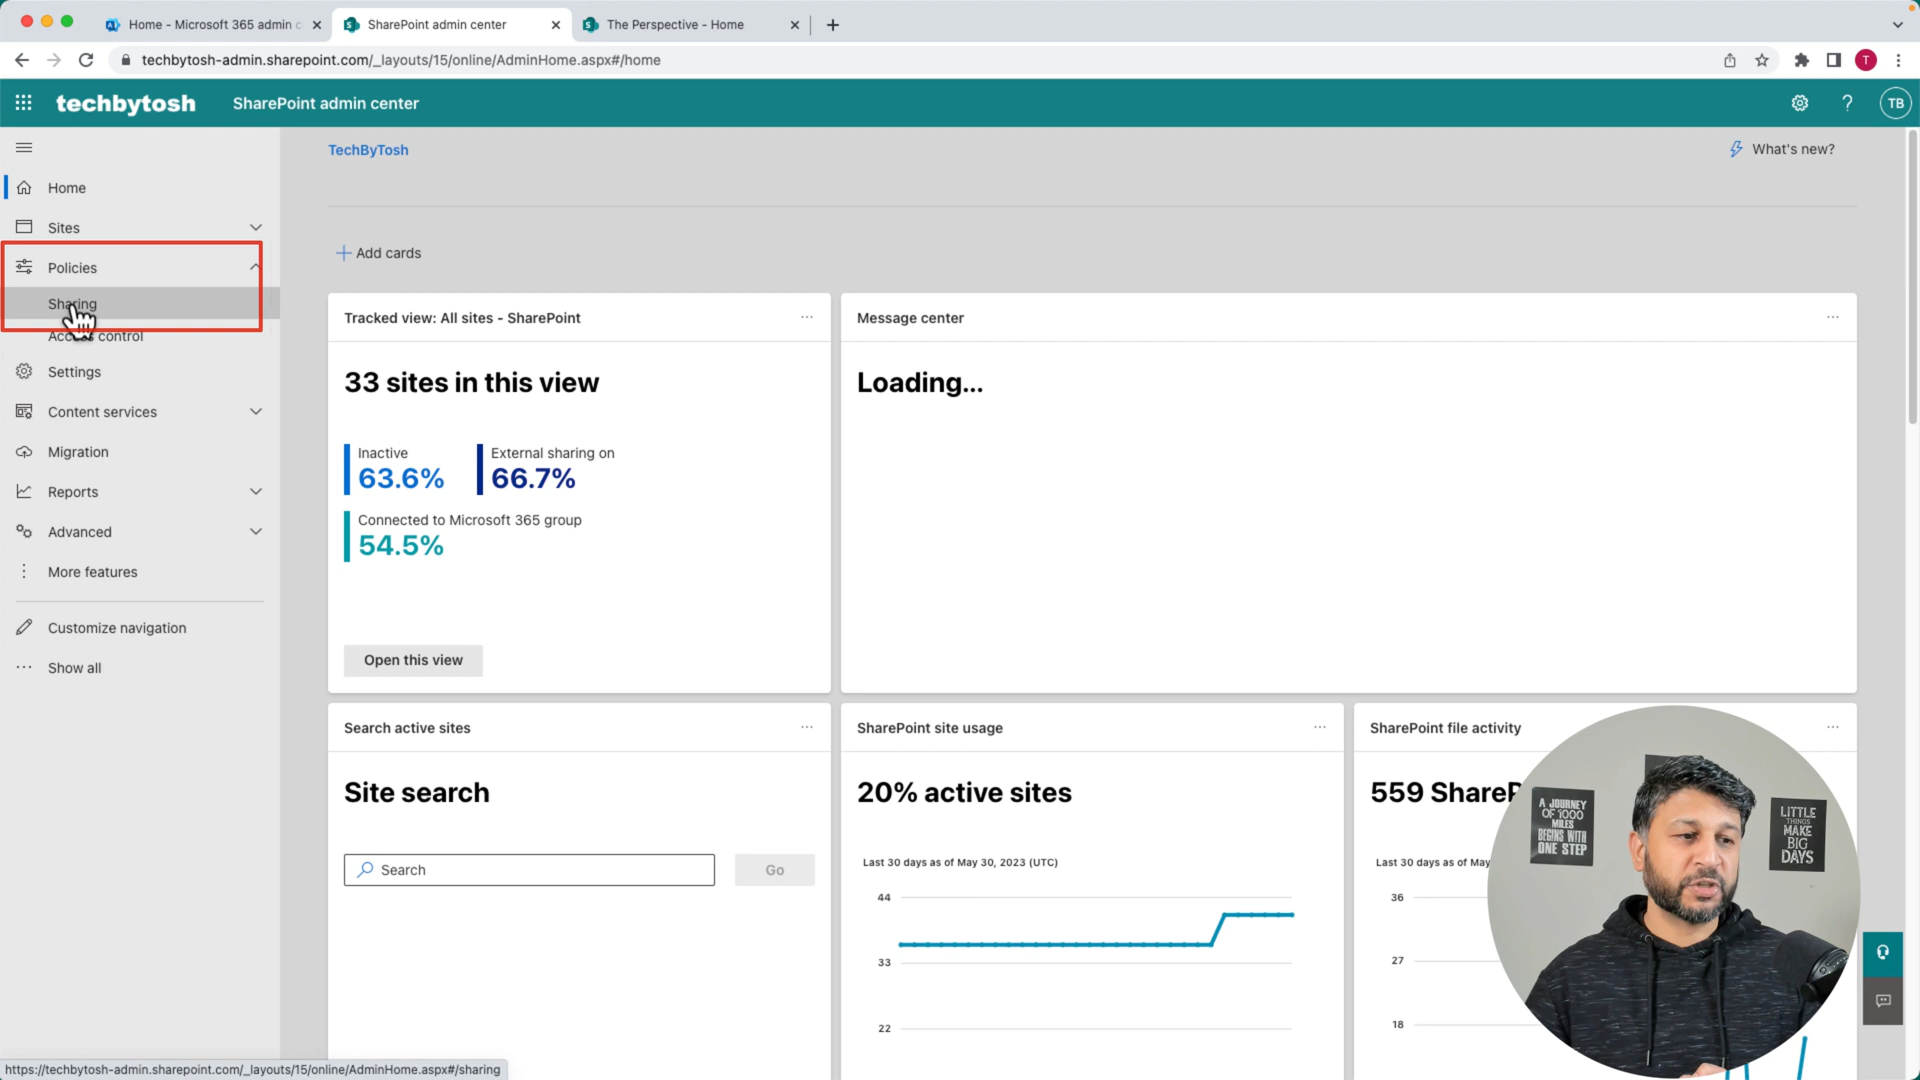 Home - Microsoft 365 admin c
SharePoint admin center
The Perspective - Home
techbytosh-admin.sharepoint.com/_layouts/15/online/AdminHome.aspx#/home
T
techbytosh
SharePoint admin center
?
TB
TechByTosh
What's new?
Home
Sites
Policies
Sharing
Access control
Settings
Content services
Migration
Reports
Advanced
More features
Customize navigation
Show all
Add cards
Tracked view: All sites - SharePoint
33 sites in this view
Inactive
63.6%
External sharing on
66.7%
Connected to Microsoft 365 group
54.5%
Open this view
Message center
Loading...
Search active sites
Site search
Search
Go
SharePoint site usage
20% active sites
Last 30 days as of May 30, 2023 (UTC)
44
33
22
SharePoint file activity
559 ShareP
Last 30 days as of May
36
27
18
A JOURNEY
OF 1000
MILES
BEGINS WITH
ONE STEP
LITTLE
THINGS
MAKE
BIG
DAYS
https://techbytosh-admin.sharepoint.com/_layouts/15/online/AdminHome.aspx#/sharing